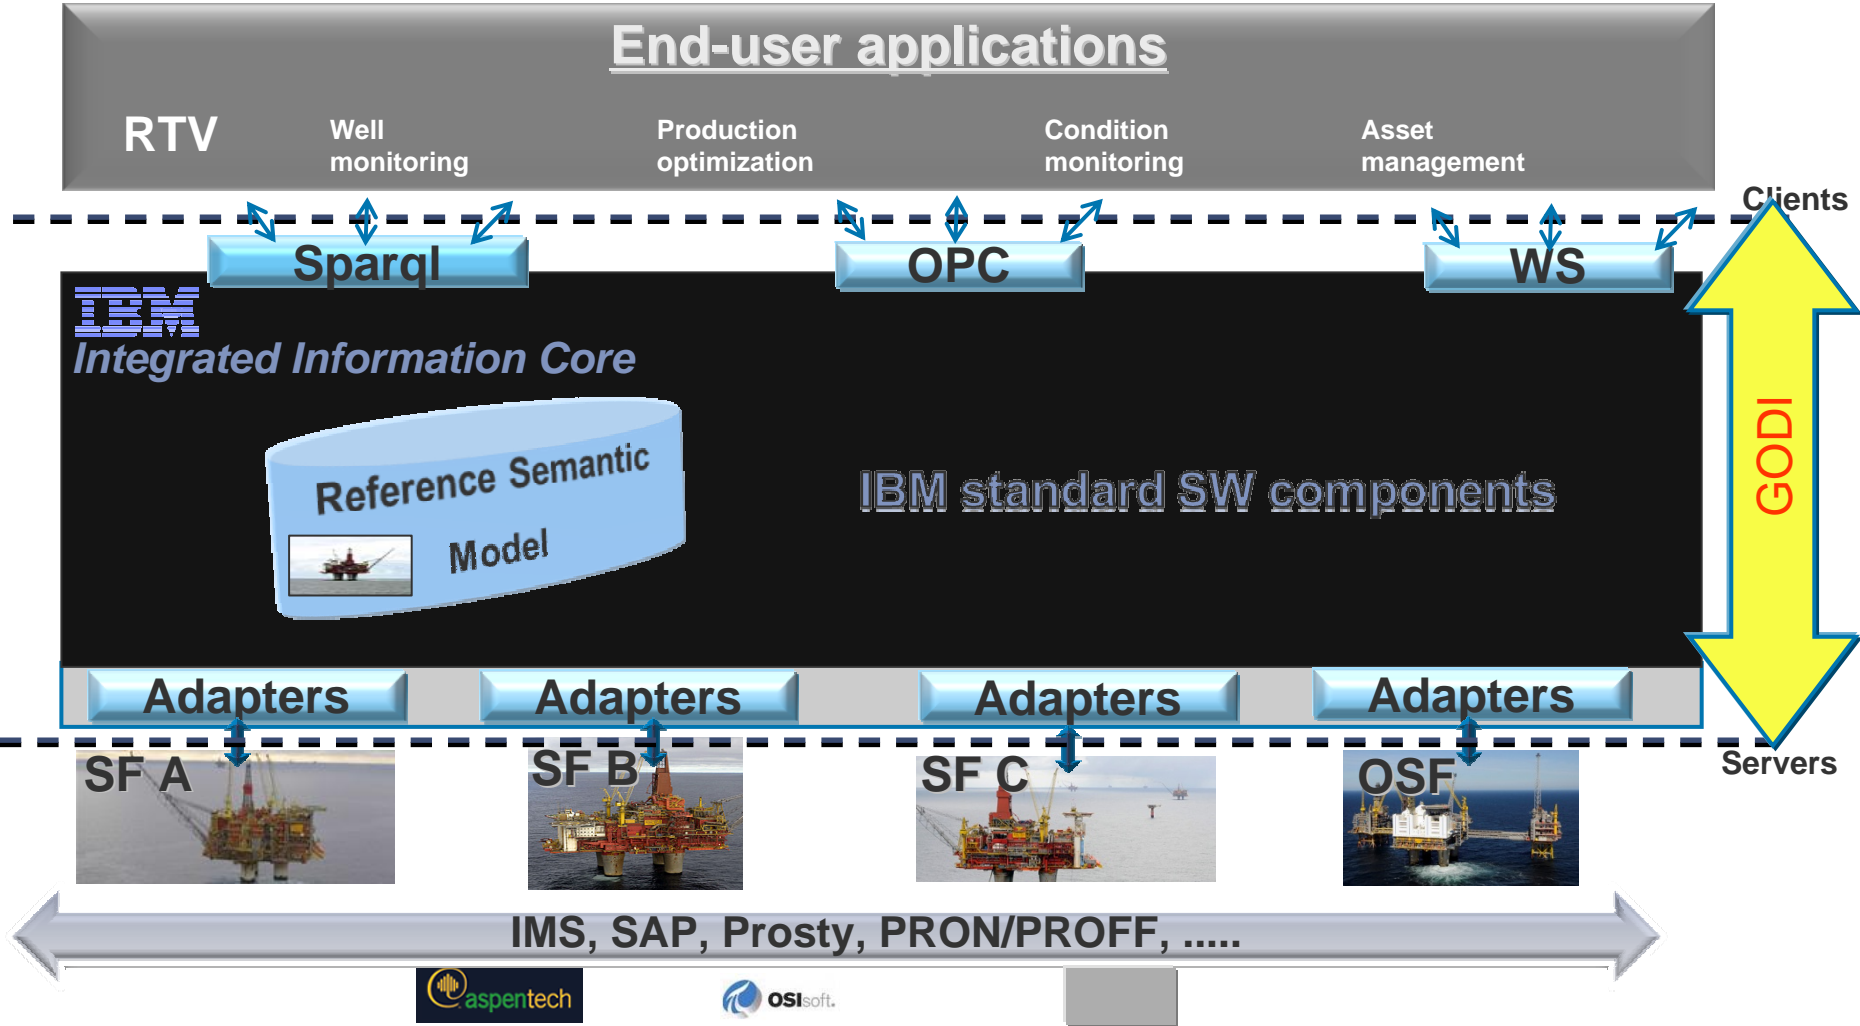 End-user applications
RTV
Well
monitoring
Production
optimization
Condition
monitoring
Asset
management
Clients
Sparql
OPC
WS
IBM
Integrated Information Core
Reference Semantic
Model
IBM standard SW components
GODI
Adapters
Adapters
Adapters
Adapters
Servers
SF A
SF B
SF C
OSF
IMS, SAP, Prosty, PRON/PROFF, .....
aspentech
OSIsoft.